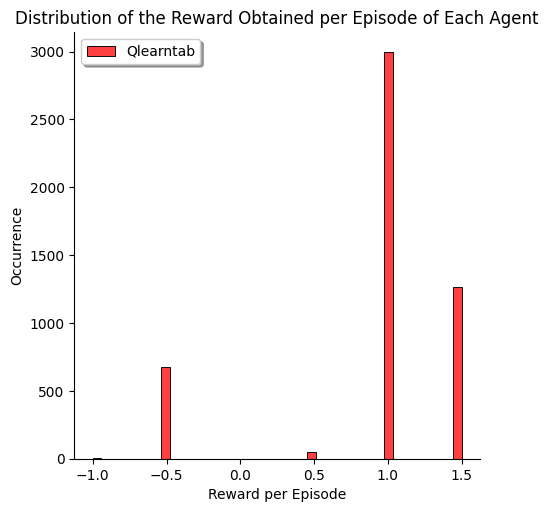 Distribution of the Reward Obtained per Episode of Each Agent
Qlearntab
3000
2500
2000
1500
1000
500
0
Occurrence
−1.0 −0.5 0.0 0.5 1.0 1.5
Reward per Episode